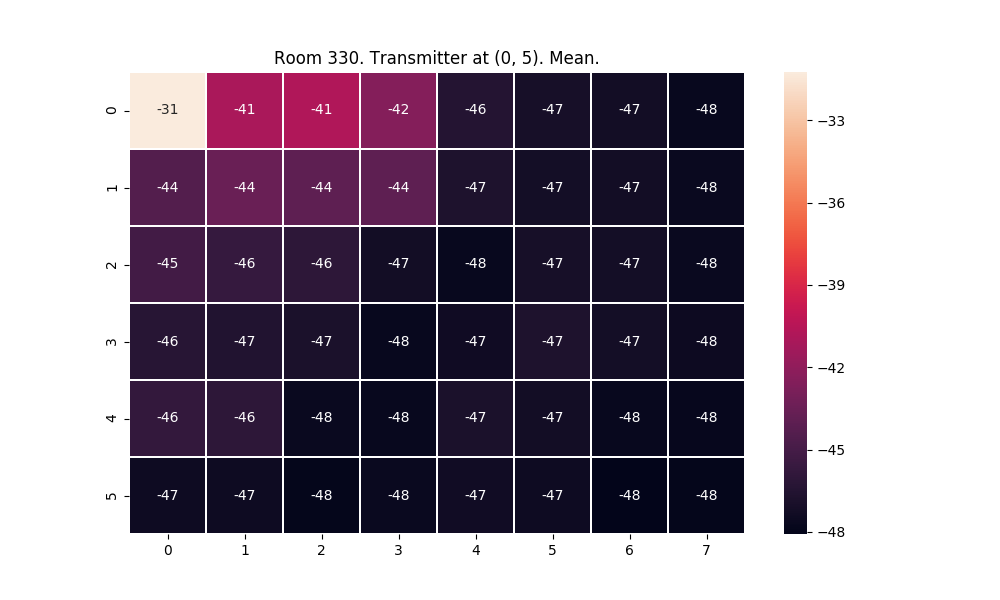 Room 330. Transmitter at (0, 5). Mean.
0 -31 -41 -41 -42 -46 -47 -47 -48
1 -44 -44 -44 -44 -47 -47 -47 -48
2 -45 -46 -46 -47 -48 -47 -47 -48
3 -46 -47 -47 -48 -47 -47 -47 -48
4 -46 -46 -48 -48 -47 -47 -48 -48
5 -47 -47 -48 -48 -47 -47 -48 -48
0 1 2 3 4 5 6 7
−33
−36
−39
−42
−45
−48